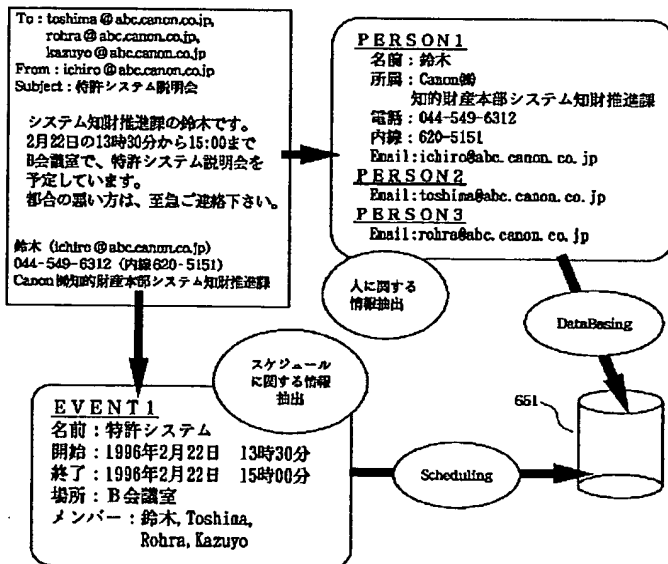 To : toshima@abc.canon.co.jp,
rohra@abc.canon.co.jp,
kazuyo@abc.canon.co.jp
From : ichiro@abc.canon.co.jp
Subject : 特許システム説明会
システム知財推進課の鈴木です。
2月22日の13時30分から15:00まで
B会議室で、特許システム説明会を
予定しています。
都合の悪い方は、至急ご連絡下さい。
鈴木 (ichiro@abc.canon.co.jp)
044-549-6312 (内線620-5151)
Canon㈱知的財産本部システム知財推進課
PERSON1
名前：鈴木
所属：Canon㈱
知的財産本部システム知財推進課
電話：044-549-6312
内線：620-5151
Email:ichiro@abc.canon.co.jp
PERSON2
Email:toshima@abc.canon.co.jp
PERSON3
Email:rohra@abc.canon.co.jp
人に関する
情報抽出
DataBasing
スケジュール
に関する情報
抽出
651
EVENT1
名前：特許システム
開始：1996年2月22日 13時30分
終了：1996年2月22日 15時00分
場所：B会議室
メンバー：鈴木, Toshima,
Rohra, Kazuyo
Scheduling